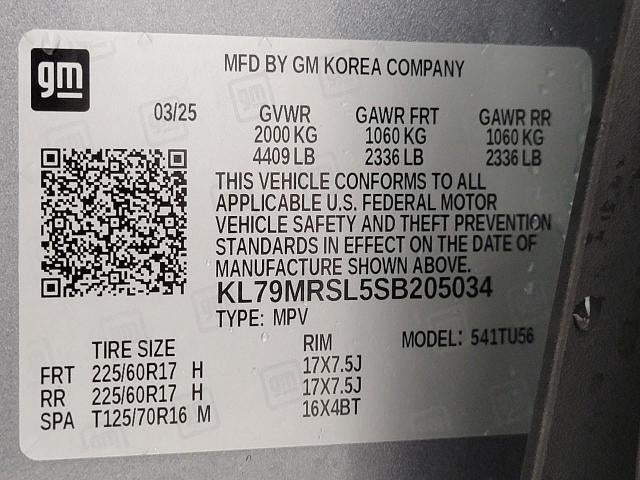 gm
MFD BY GM KOREA COMPANY
03/25 GVWR GAWR FRT GAWR RR
2000 KG 1060 KG 1060 KG
4409 LB 2336 LB 2336 LB
THIS VEHICLE CONFORMS TO ALL
APPLICABLE U.S. FEDERAL MOTOR
VEHICLE SAFETY AND THEFT PREVENTION
STANDARDS IN EFFECT ON THE DATE OF
MANUFACTURE SHOWN ABOVE.
KL79MRSL5SB205034
TYPE: MPV MODEL: 541TU56
TIRE SIZE RIM
FRT 225/60R17 H 17X7.5J
RR 225/60R17 H 17X7.5J
SPA T125/70R16 M 16X4BT